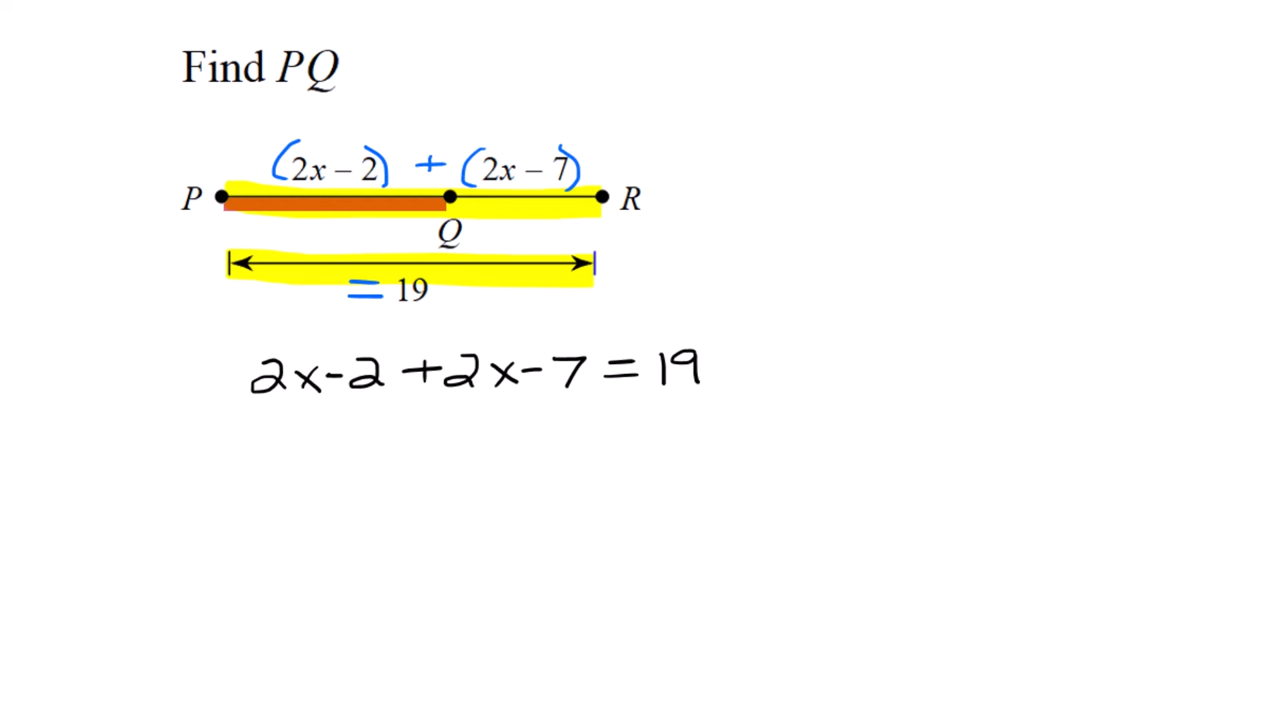 Find PQ
(2x – 2) + (2x – 7)
P R
Q
= 19
2x-2 +2x-7 = 19